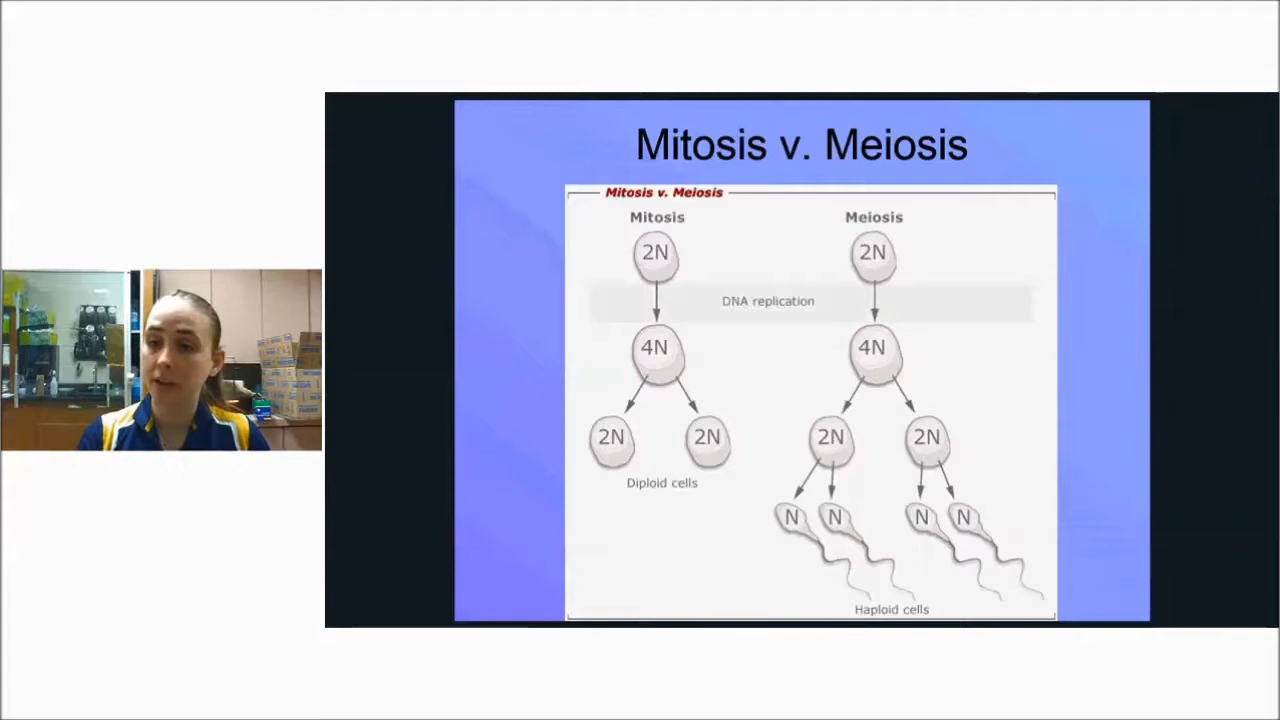 Mitosis v. Meiosis
Mitosis v. Meiosis
Mitosis Meiosis
2N 2N
DNA replication
4N 4N
2N 2N 2N 2N
Diploid cells
N N N N
Haploid cells